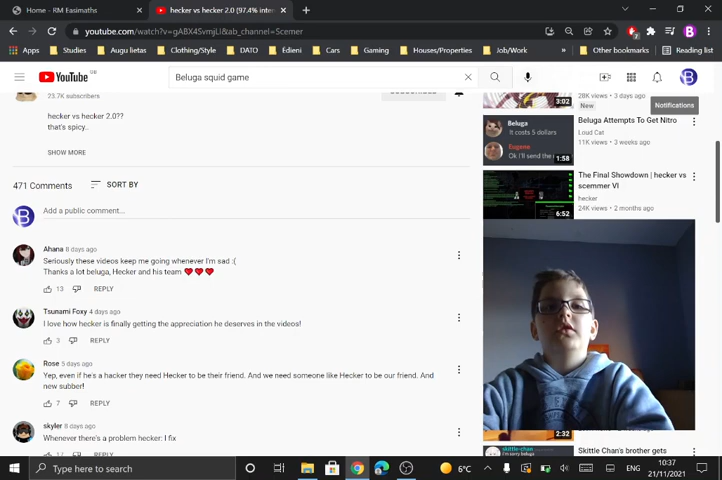 Home - RM Easimaths
hecker vs hecker 2.0 (97.4% inter
youtube.com/watch?v=gABX4SvmjLI&ab_channel=Scemer
Apps
Studies
Augu lietas
Clothing/Style
DATO
Edieni
Cars
Gaming
Houses/Properties
Job/Work
»
Other bookmarks
Reading list
YouTube
Beluga squid game
23.7K subscribers
Notifications
hecker vs hecker 2.0??
that's spicy..
SHOW MORE
471 Comments
SORT BY
Add a public comment...
Ahana 8 days ago
Seriously these videos keep me going whenever I'm sad :(
Thanks a lot beluga, Hecker and his team ❤❤❤
13
REPLY
Tsunami Foxy 4 days ago
I love how hecker is finally getting the appreciation he deserves in the videos!
3
REPLY
Rose 5 days ago
Yep, even if he's a hacker they need Hecker to be their friend. And we need someone like Hecker to be our friend. And
new subber!
7
REPLY
skyler 8 days ago
Whenever there's a problem hecker: I fix
3:02
28K views • 3 days ago
New
Beluga
It costs 5 dollars
Eugene
Ok I'll send the
1:58
Beluga Attempts To Get Nitro
Loud Cat
11K views • 3 weeks ago
6:52
The Final Showdown | hecker vs
scemmer VI
hecker
24K views • 2 months ago
2:32
Skittle-chan
Skittle Chan's brother gets
Type here to search
6°C
ENG
10:37
21/11/2021